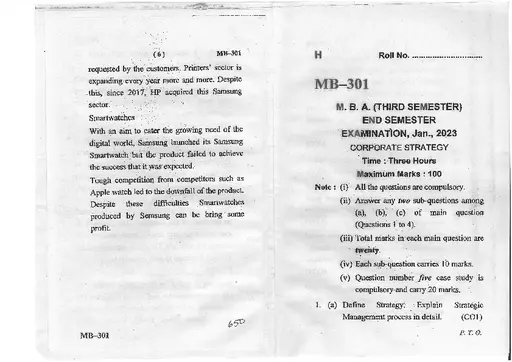 (6) MB-301
requested by the customers. Printers' sector is
expanding every year more and more. Despite
this, since 2017, HP acquired this Samsung
sector.
Smartwatches
With an aim to cater the growing need of the
digital world, Samsung launched its Samsung
Smartwatch but the product failed to achieve
the success that it was expected.
Tough competition from competitors such as
Apple watch led to the downfall of the product.
Despite these difficulties Smartwatches
produced by Samsung can be bring some
profit.
650
MB-301
H Roll No. ..............................
MB-301
M. B. A. (THIRD SEMESTER)
END SEMESTER
EXAMINATION, Jan., 2023
CORPORATE STRATEGY
Time : Three Hours
Maximum Marks : 100
Note : (i) All the questions are compulsory.
(ii) Answer any two sub-questions among
(a), (b), (c) of main question
(Questions 1 to 4).
(iii) Total marks in each main question are
twenty.
(iv) Each sub-question carries 10 marks.
(v) Question number five case study is
compulsory and carry 20 marks.
1. (a) Define Strategy. Explain Strategic
Management process in detail. (CO1)
P. T. O.